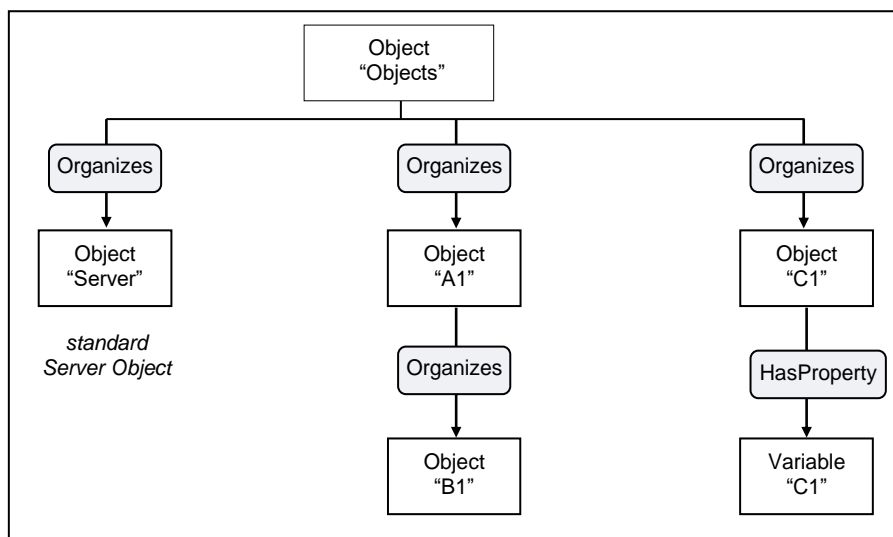 Object
“Objects”
Organizes
Organizes
Organizes
Object
“Server”
Object
“A1”
Object
“C1”
standard
Server Object
Organizes
HasProperty
Object
“B1”
Variable
“C1”